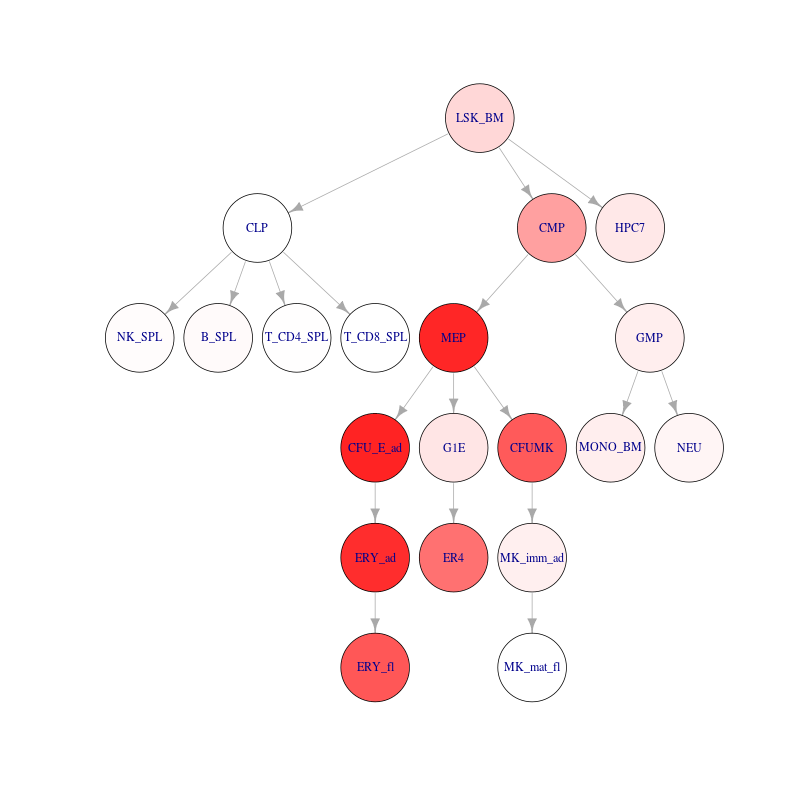 LSK_BM
CLP
CMP
HPC7
NK_SPL
B_SPL
T_CD4_SPL
T_CD8_SPL
MEP
GMP
CFU_E_ad
G1E
CFUMK
MONO_BM
NEU
ERY_ad
ER4
MK_imm_ad
ERY_fl
MK_mat_fl